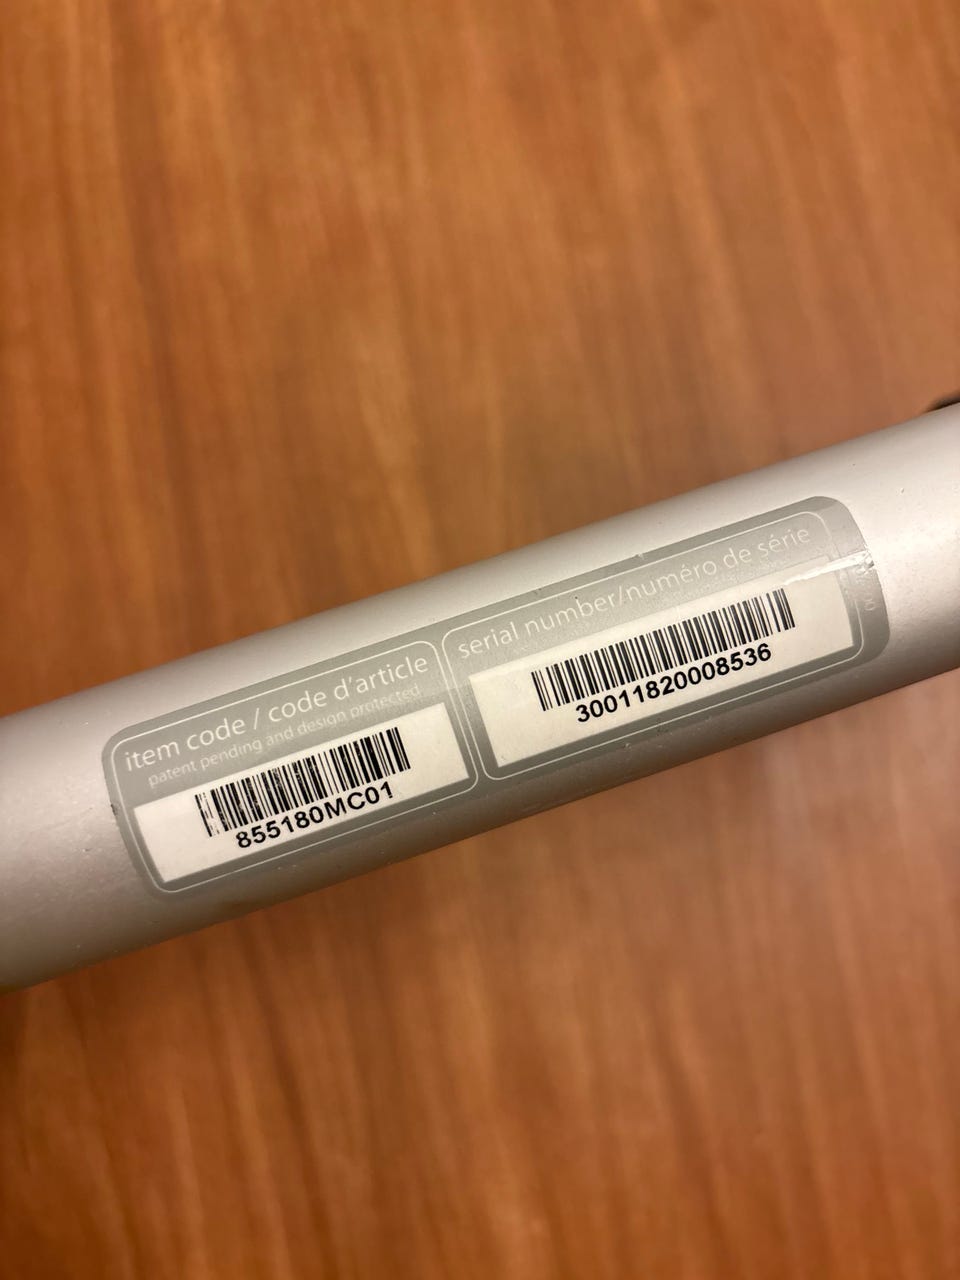 item code / code d'article
patent pending and design protected
855180MC01
serial number/numéro de série
30011820008536